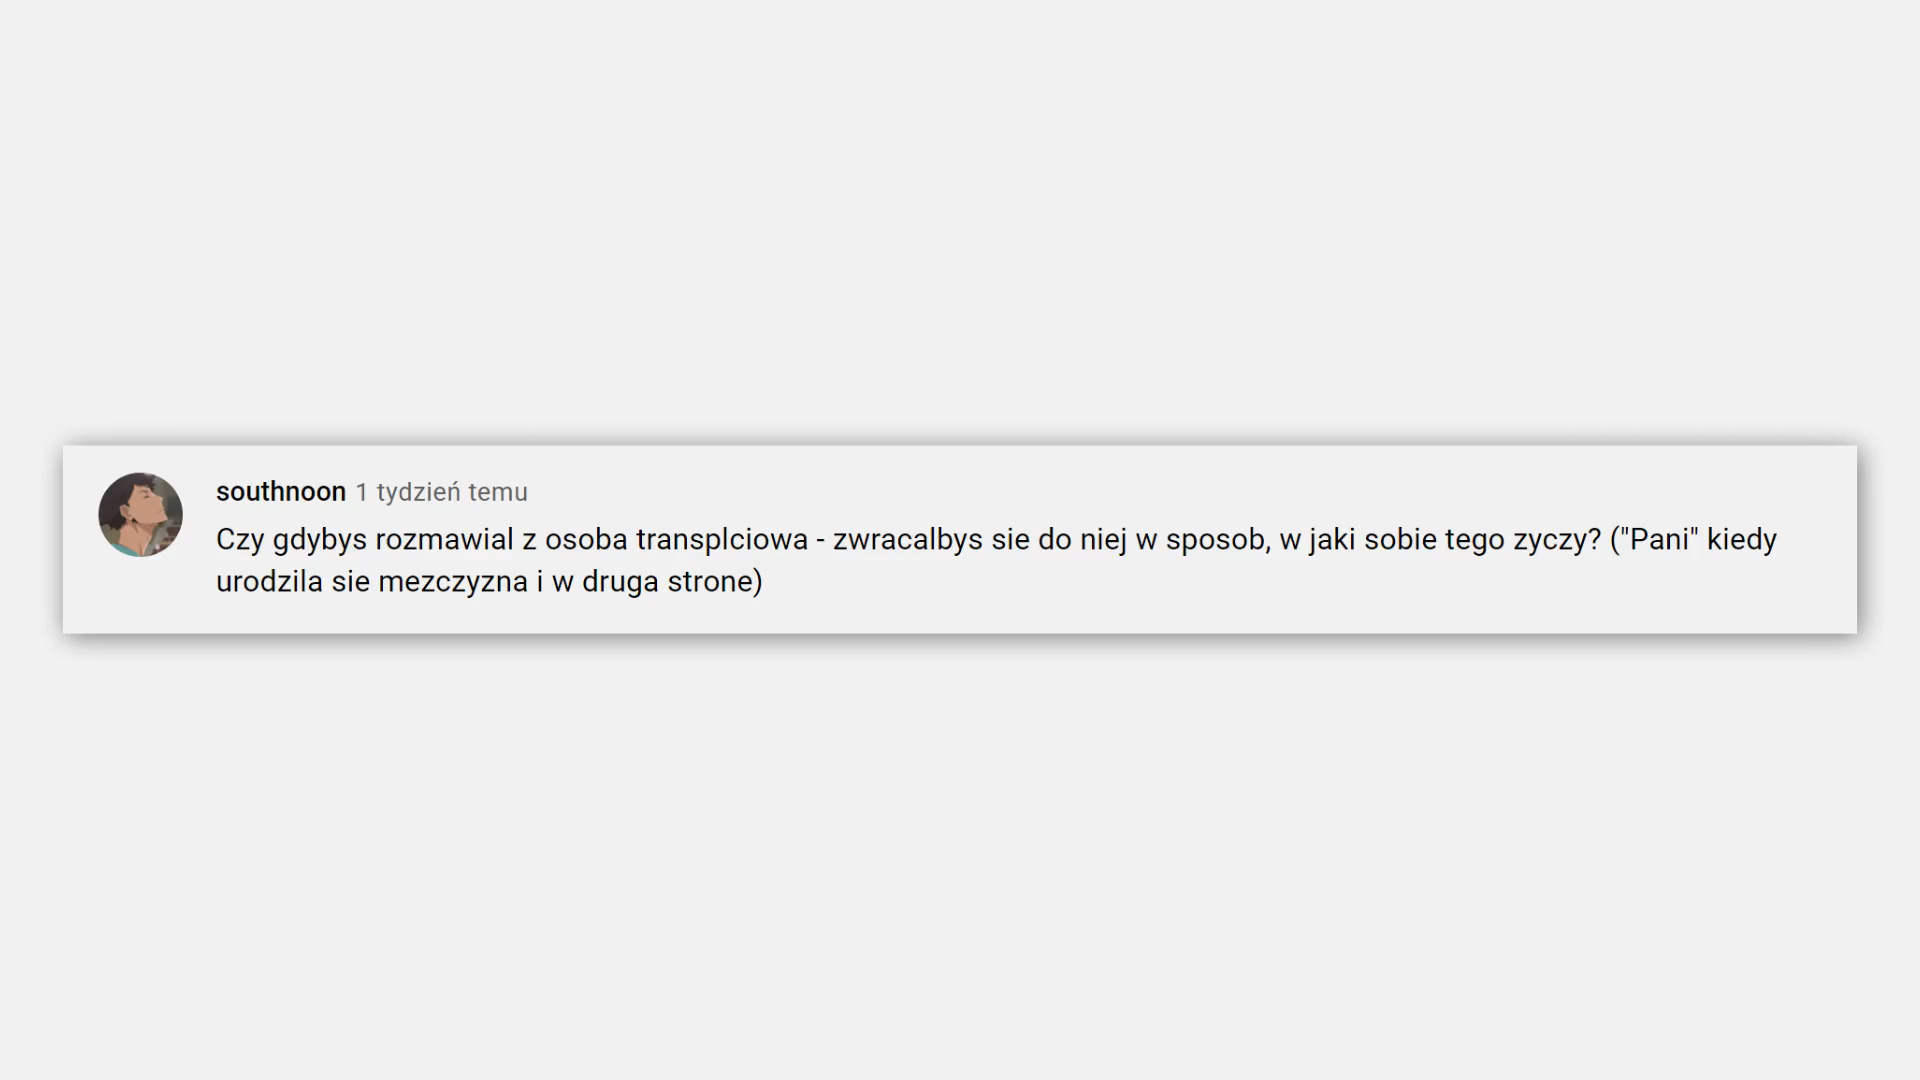 southnoon 1 tydzień temu
Czy gdybys rozmawial z osoba transplciowa - zwracalbys sie do niej w sposob, w jaki sobie tego zyczy? ("Pani" kiedy
urodzila sie mezczyzna i w druga strone)